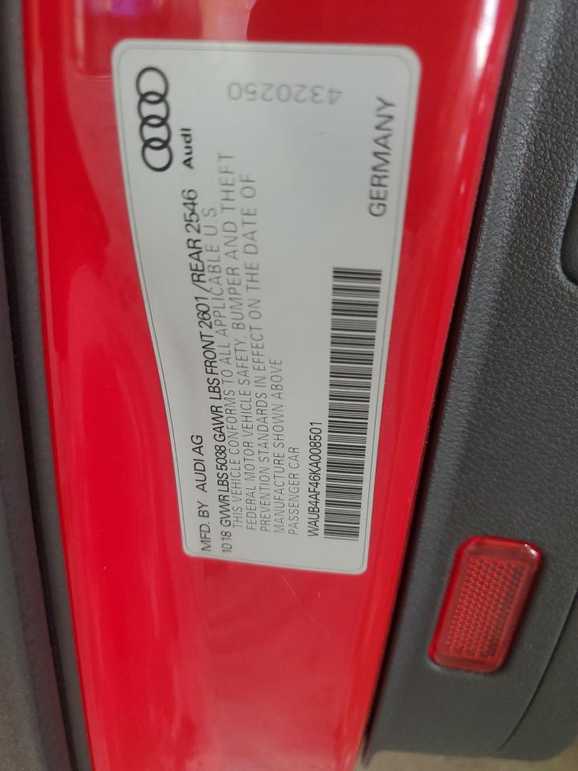 Audi
4320250
MFD. BY AUDI AG
10 18 GVWR LBS 5038 GAWR LBS FRONT 2601/REAR 2546
THIS VEHICLE CONFORMS TO ALL APPLICABLE U S
FEDERAL MOTOR VEHICLE SAFETY, BUMPER AND THEFT
PREVENTION STANDARDS IN EFFECT ON THE DATE OF
MANUFACTURE SHOWN ABOVE
PASSENGER CAR
WAUB4AF46KA008501
GERMANY